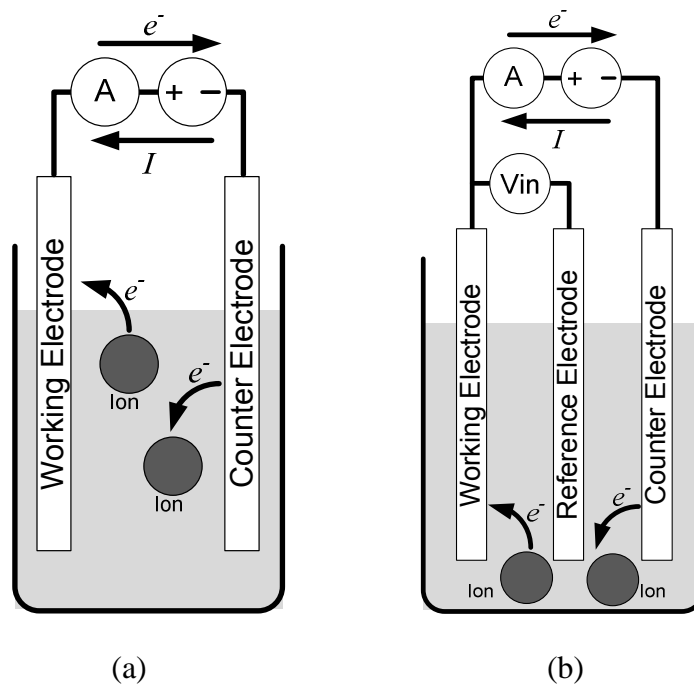 e-
A + −
I
Working Electrode
e-
Ion
e-
Ion
Counter Electrode
(a)
e-
A + −
I
Vin
Working Electrode
Reference Electrode
Counter Electrode
e-
Ion
e-
Ion
(b)